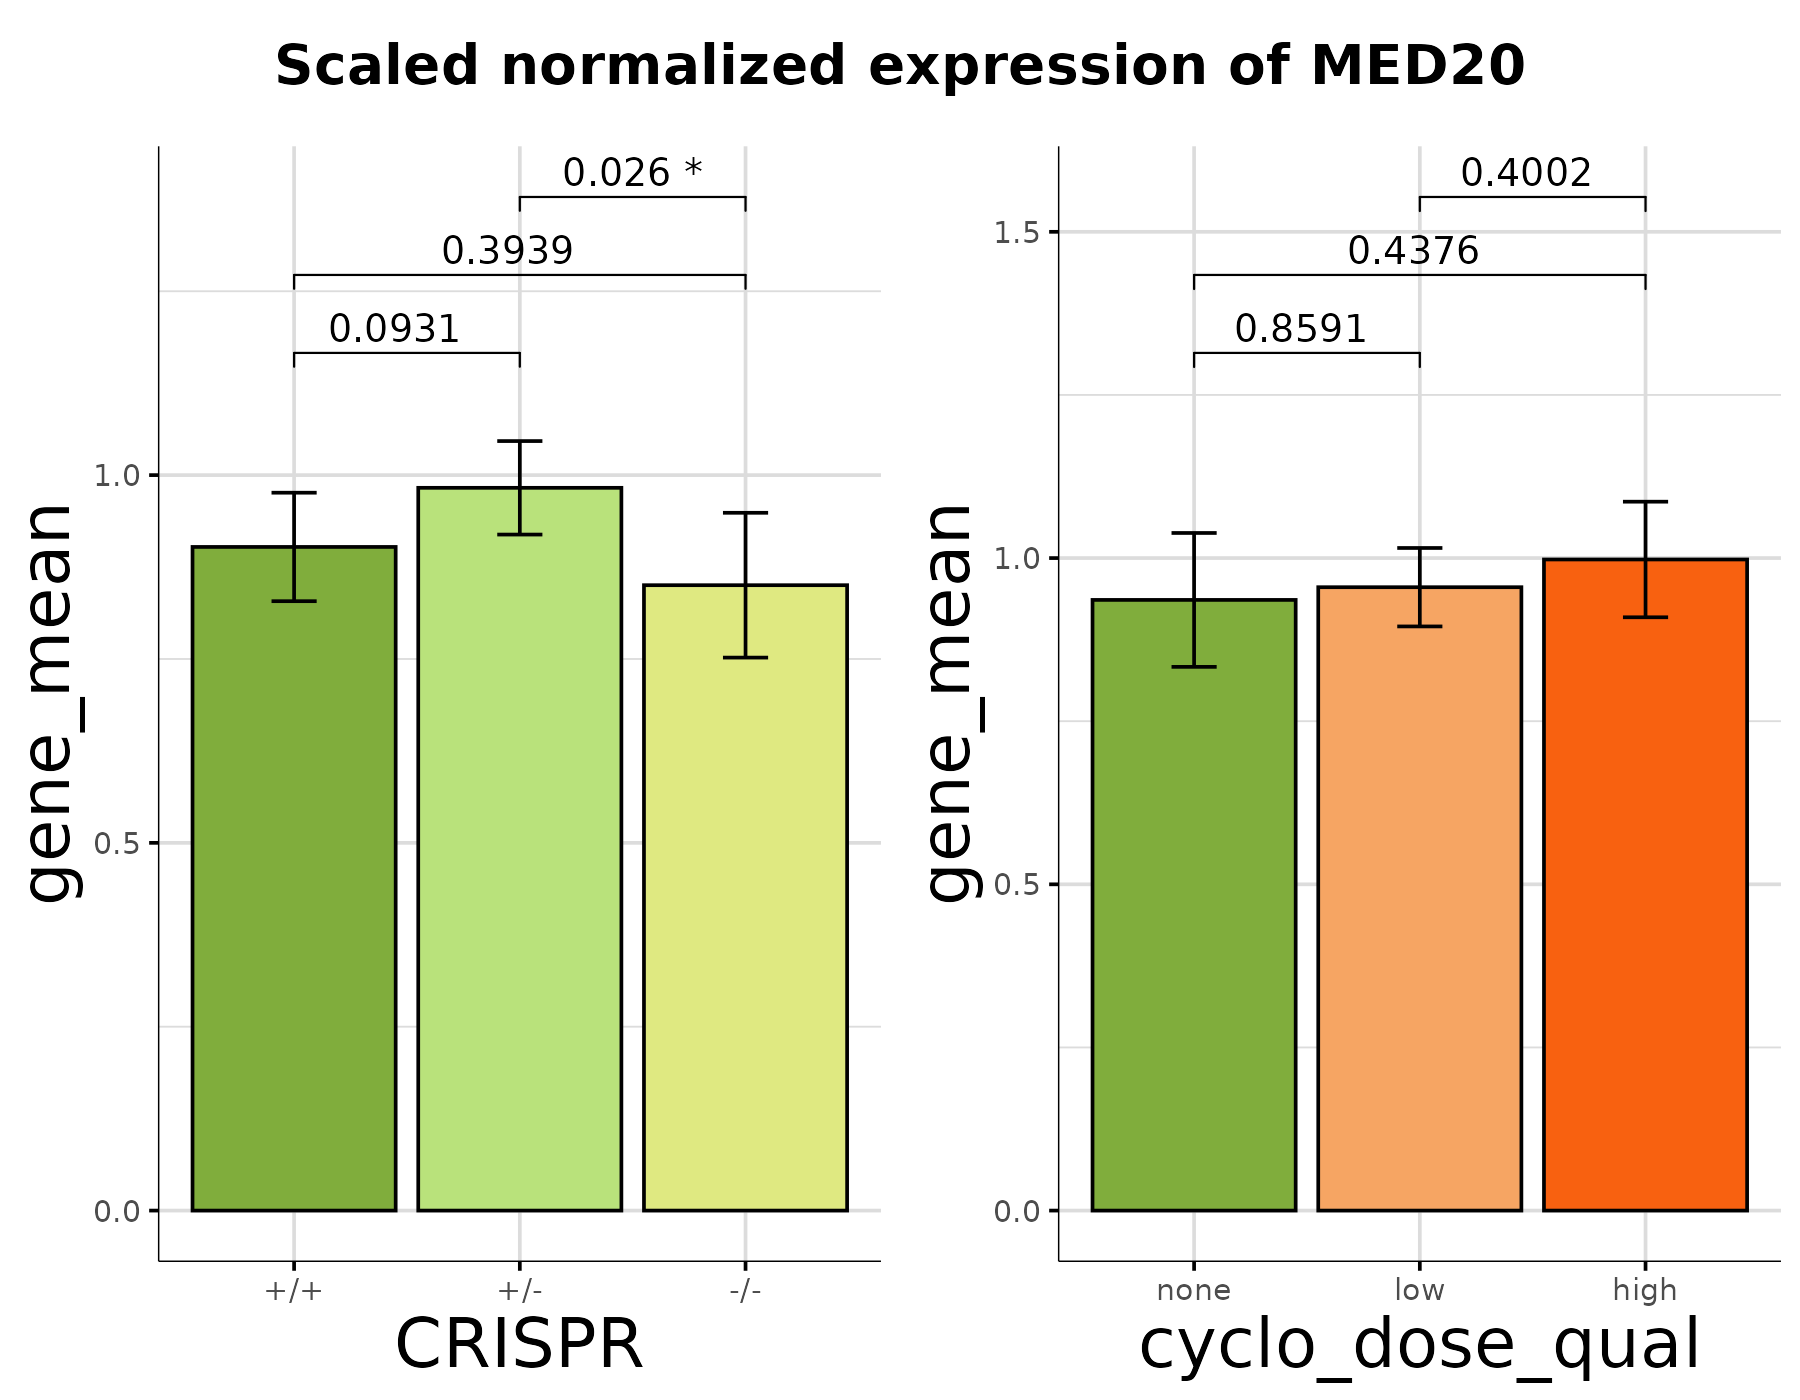 Scaled normalized expression of MED20
gene_mean
0.026 *
0.3939
0.0931
1.0
0.5
0.0
+/+ +/- -/-
CRISPR
gene_mean
0.4002
0.4376
0.8591
1.5
1.0
0.5
0.0
none low high
cyclo_dose_qual